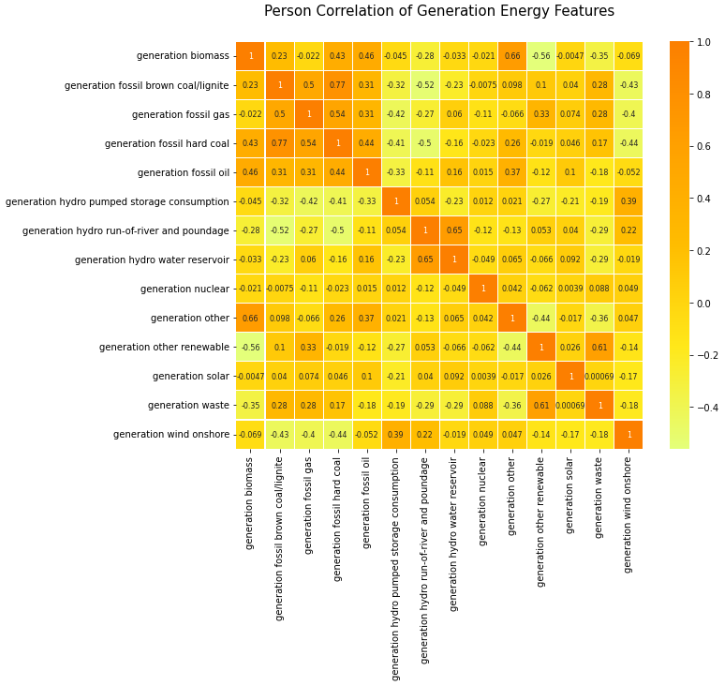 Person Correlation of Generation Energy Features
generation biomass 1 0.23 -0.022 0.43 0.46 -0.045 -0.28 -0.033 -0.021 0.66 -0.56 -0.0047 -0.35 -0.069
generation fossil brown coal/lignite 0.23 1 0.5 0.77 0.31 -0.32 -0.52 -0.23 -0.0075 0.098 0.1 0.04 0.28 -0.43
generation fossil gas -0.022 0.5 1 0.54 0.31 -0.42 -0.27 0.06 -0.11 -0.066 0.33 0.074 0.28 -0.4
generation fossil hard coal 0.43 0.77 0.54 1 0.44 -0.41 -0.5 -0.16 -0.023 0.26 -0.019 0.046 0.17 -0.44
generation fossil oil 0.46 0.31 0.31 0.44 1 -0.33 -0.11 0.16 0.015 0.37 -0.12 0.1 -0.18 -0.052
generation hydro pumped storage consumption -0.045 -0.32 -0.42 -0.41 -0.33 1 0.054 -0.23 0.012 0.021 -0.27 -0.21 -0.19 0.39
generation hydro run-of-river and poundage -0.28 -0.52 -0.27 -0.5 -0.11 0.054 1 0.65 -0.12 -0.13 0.053 0.04 -0.29 0.22
generation hydro water reservoir -0.033 -0.23 0.06 -0.16 0.16 -0.23 0.65 1 -0.049 0.065 -0.066 0.092 -0.29 -0.019
generation nuclear -0.021 -0.0075 -0.11 -0.023 0.015 0.012 -0.12 -0.049 1 0.042 -0.062 0.0039 0.088 0.049
generation other 0.66 0.098 -0.066 0.26 0.37 0.021 -0.13 0.065 0.042 1 -0.44 -0.017 -0.36 0.047
generation other renewable -0.56 0.1 0.33 -0.019 -0.12 -0.27 0.053 -0.066 -0.062 -0.44 1 0.026 0.61 -0.14
generation solar -0.0047 0.04 0.074 0.046 0.1 -0.21 0.04 0.092 0.0039 -0.017 0.026 1 0.00069 -0.17
generation waste -0.35 0.28 0.28 0.17 -0.18 -0.19 -0.29 -0.29 0.088 -0.36 0.61 0.00069 1 -0.18
generation wind onshore -0.069 -0.43 -0.4 -0.44 -0.052 0.39 0.22 -0.019 0.049 0.047 -0.14 -0.17 -0.18 1
generation biomass
generation fossil brown coal/lignite
generation fossil gas
generation fossil hard coal
generation fossil oil
generation hydro pumped storage consumption
generation hydro run-of-river and poundage
generation hydro water reservoir
generation nuclear
generation other
generation other renewable
generation solar
generation waste
generation wind onshore
1.0
0.8
0.6
0.4
0.2
0.0
−0.2
−0.4